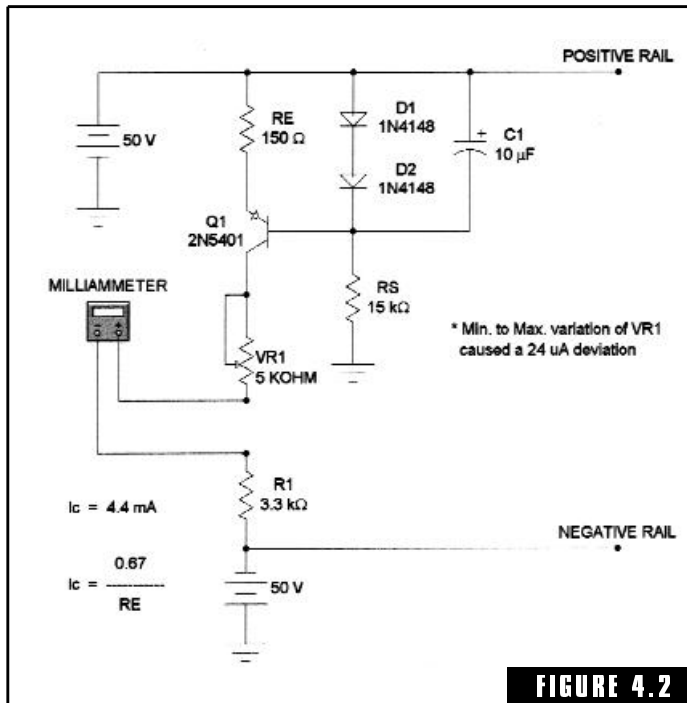 POSITIVE RAIL
RE
150 Ω
D1
1N4148
C1
10 µF
+
50 V
D2
1N4148
Q1
2N5401
MILLIAMMETER
RS
15 kΩ
* Min. to Max. variation of VR1
caused a 24 uA deviation
VR1
5 KOHM
R1
3.3 kΩ
Ic = 4.4 mA
NEGATIVE RAIL
Ic = 0.67
RE
50 V
FIGURE 4.2